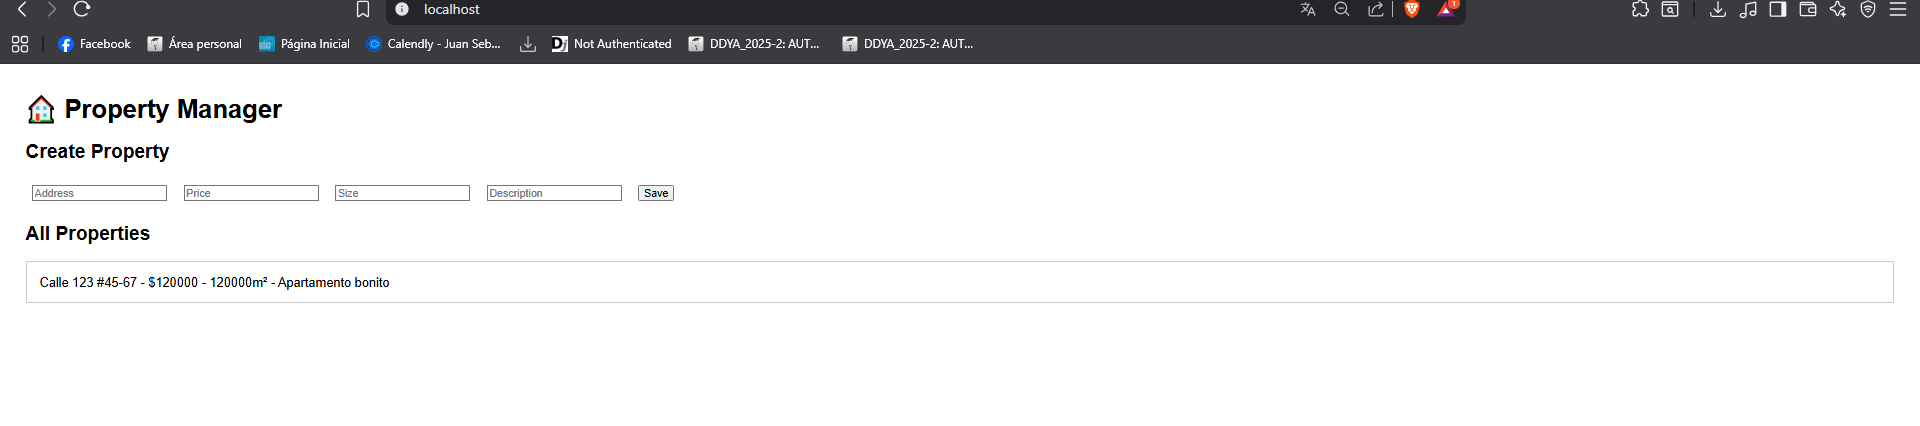 localhost
1
Facebook
Área personal
Página Inicial
Calendly - Juan Seb...
Not Authenticated
DDYA_2025-2: AUT...
DDYA_2025-2: AUT...
Property Manager
Create Property
Address
Price
Size
Description
Save
All Properties
Calle 123 #45-67 - $120000 - 120000m² - Apartamento bonito